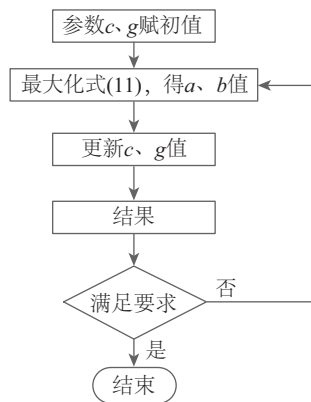 参数c、g赋初值
最大化式(11)，得a、b值
更新c、g值
结果
满足要求
否
是
结束